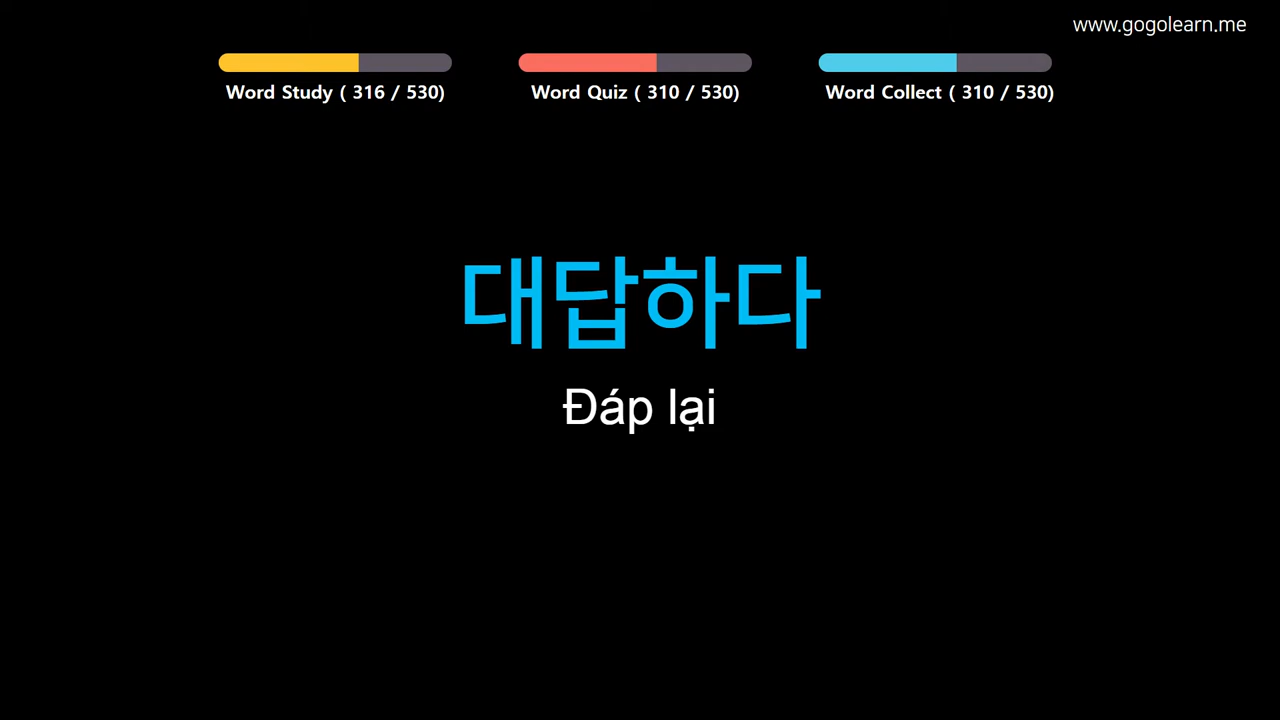 www.gogolearn.me
Word Study ( 316 / 530)
Word Quiz ( 310 / 530)
Word Collect ( 310 / 530)
대답하다
Đáp lại